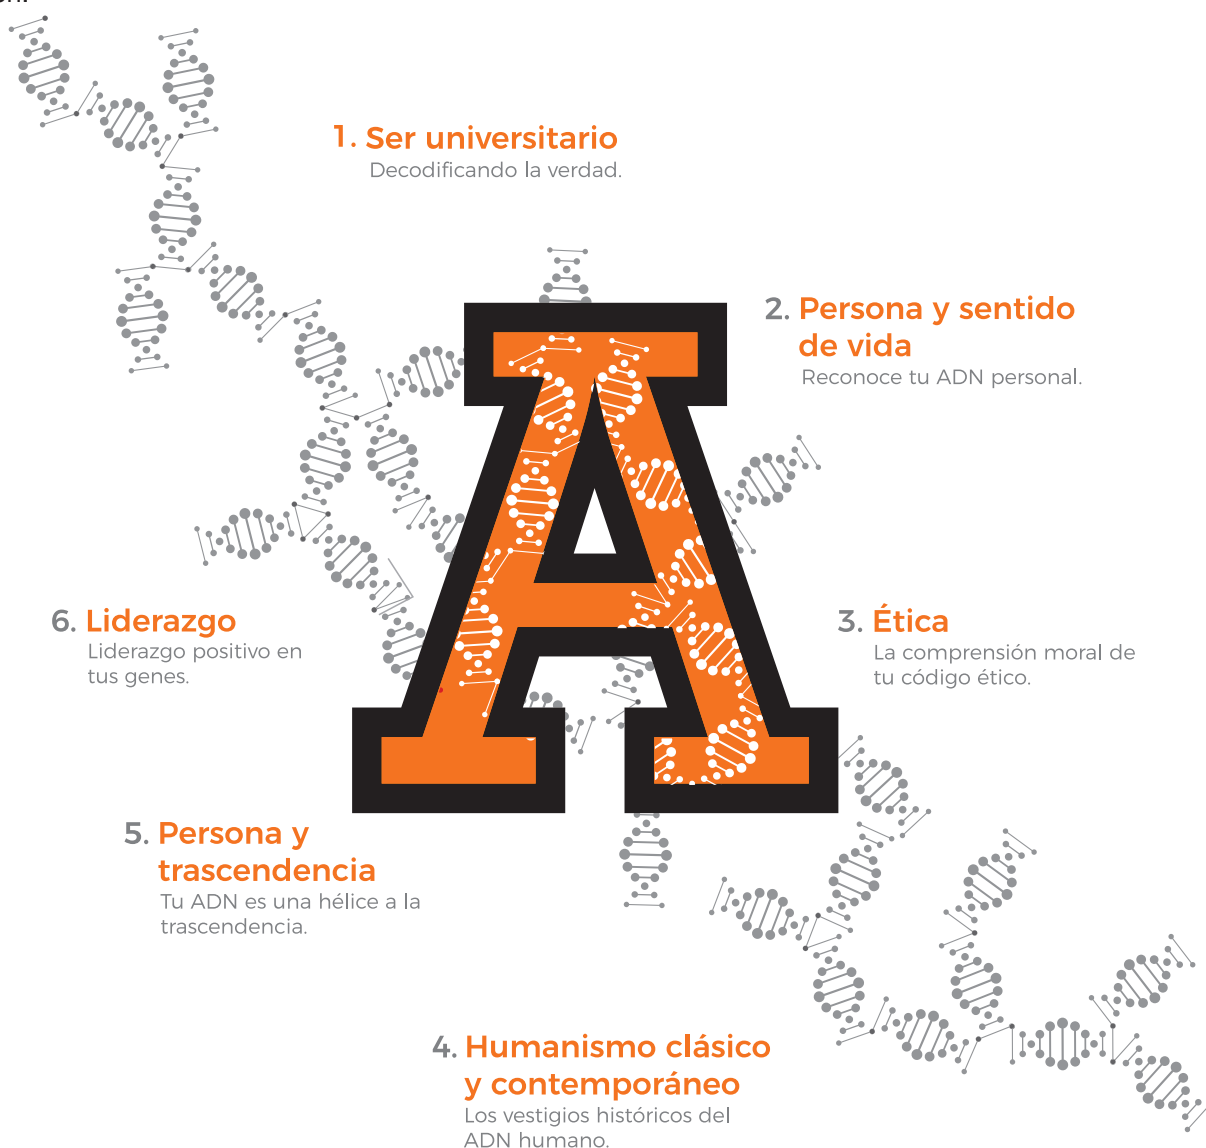 1. Ser universitario
Decodificando la verdad.
2. Persona y sentido
de vida
Reconoce tu ADN personal.
A
6. Liderazgo
Liderazgo positivo en
tus genes.
3. Ética
La comprensión moral de
tu código ético.
5. Persona y
trascendencia
Tu ADN es una hélice a la
trascendencia.
4. Humanismo clásico
y contemporáneo
Los vestigios históricos del
ADN humano.